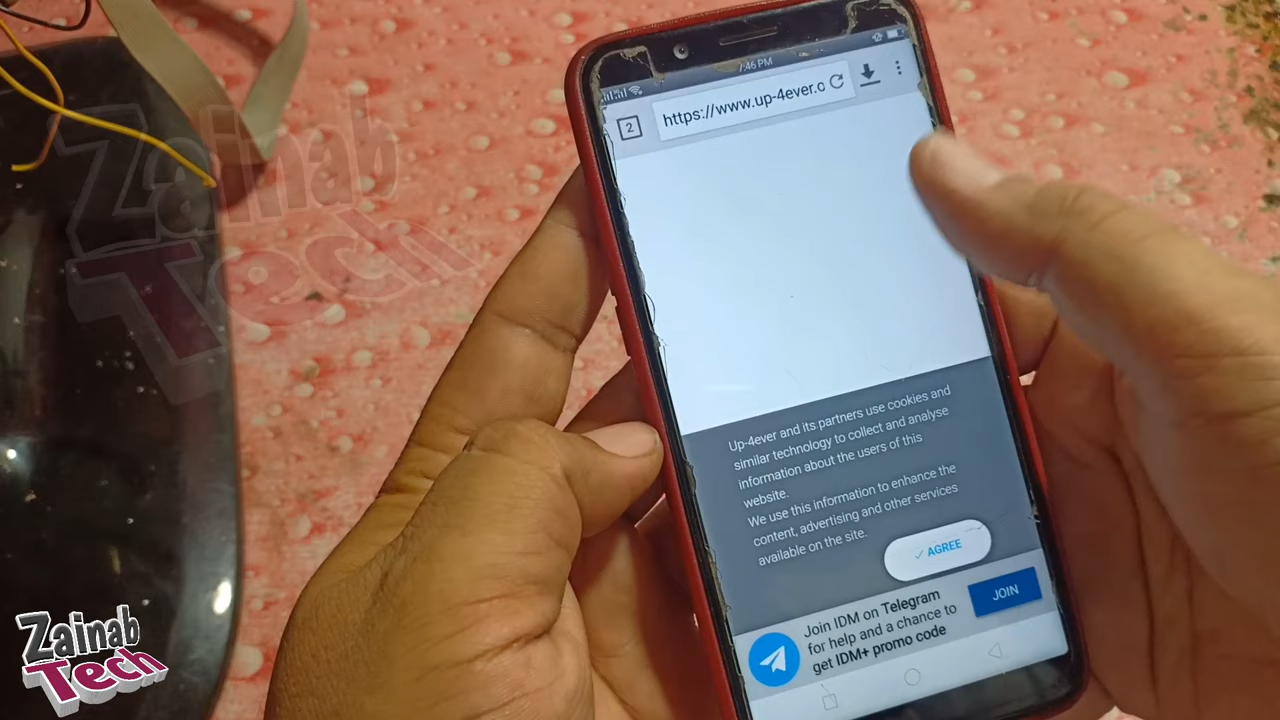 7:46 PM
2
https://www.up-4ever.o
Up-4ever and its partners use cookies and
similar technology to collect and analyse
information about the users of this
website.
We use this information to enhance the
content, advertising and other services
available on the site.
✓ AGREE
Join IDM on Telegram
for help and a chance to
get IDM+ promo code
JOIN
Zainab
Tech
Zainab
Tech